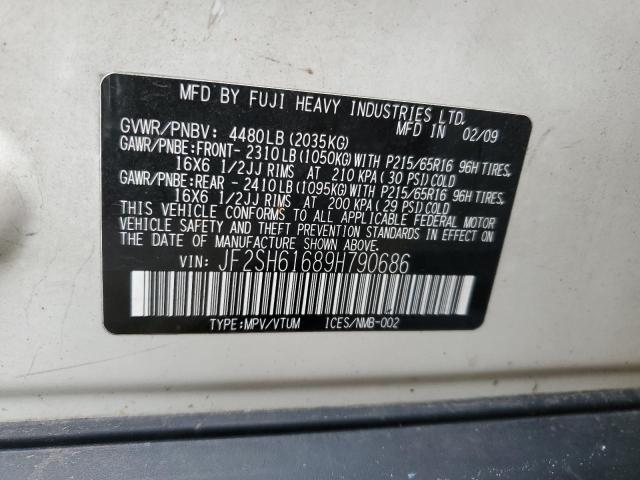 MFD BY FUJI HEAVY INDUSTRIES LTD.
MFD IN 02/09
GVWR/PNBV: 4480LB(2035KG)
GAWR/PNBE:FRONT- 2310LB(1050KG)WITH P215/65R16 96H TIRES,
16X6 1/2JJ RIMS AT 210 KPA(30 PSI)COLD
GAWR/PNBE:REAR - 2410LB(1095KG)WITH P215/65R16 96H TIRES,
16X6 1/2JJ RIMS AT 200 KPA(29 PSI)COLD
THIS VEHICLE CONFORMS TO ALL APPLICABLE FEDERAL MOTOR
VEHICLE SAFETY AND THEFT PREVENTION STANDARDS IN EFFECT ON
THE DATE OF MANUFACTURE SHOWN ABOVE.
VIN: JF2SH61689H790686
TYPE:MPV/VTUM ICES/NMB-002